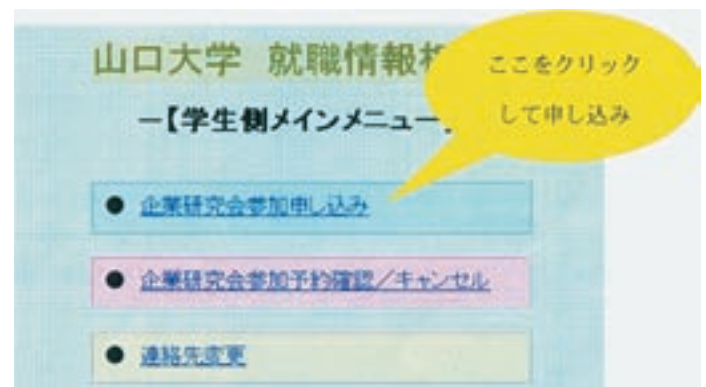 山口大学 就職情報
ここをクリック
して申し込み
ー【学生側メインメニュー
● 企業研究会参加申し込み
● 企業研究会参加予約確認／キャンセル
● 連絡先変更